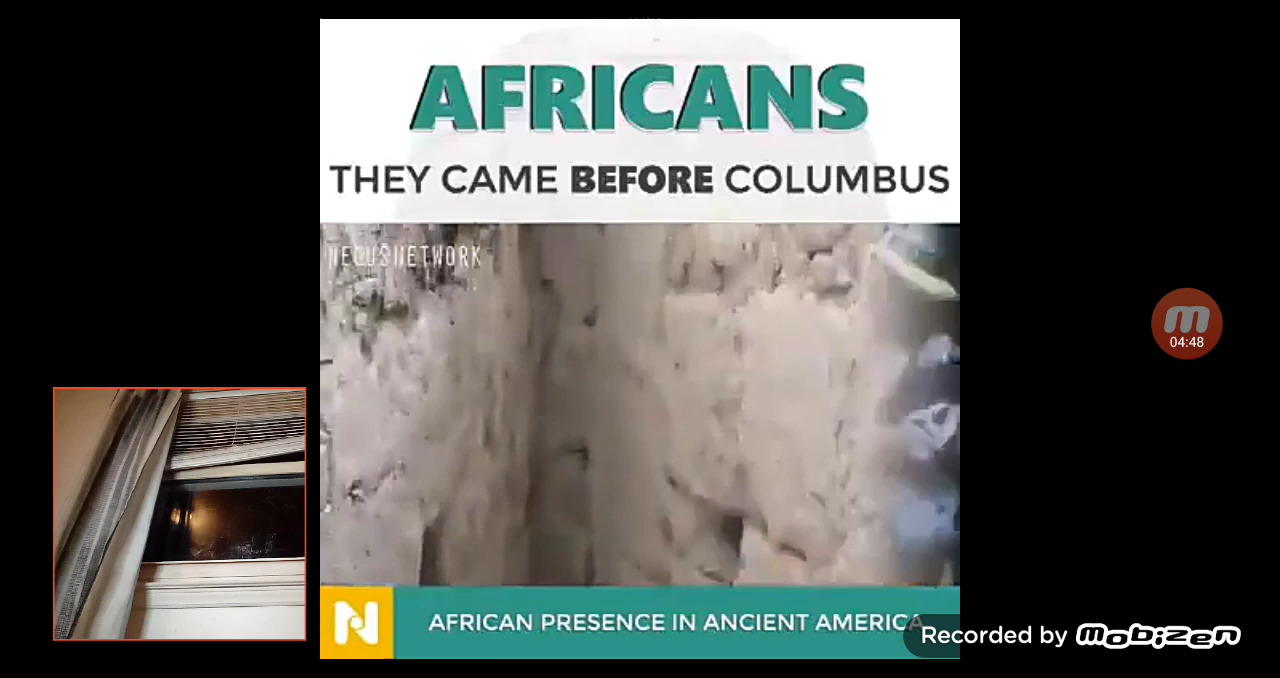 AFRICANS
THEY CAME BEFORE COLUMBUS
NEGUSNETWORK
04:48
N
AFRICAN PRESENCE IN ANCIENT AMERICA
Recorded by mobizen